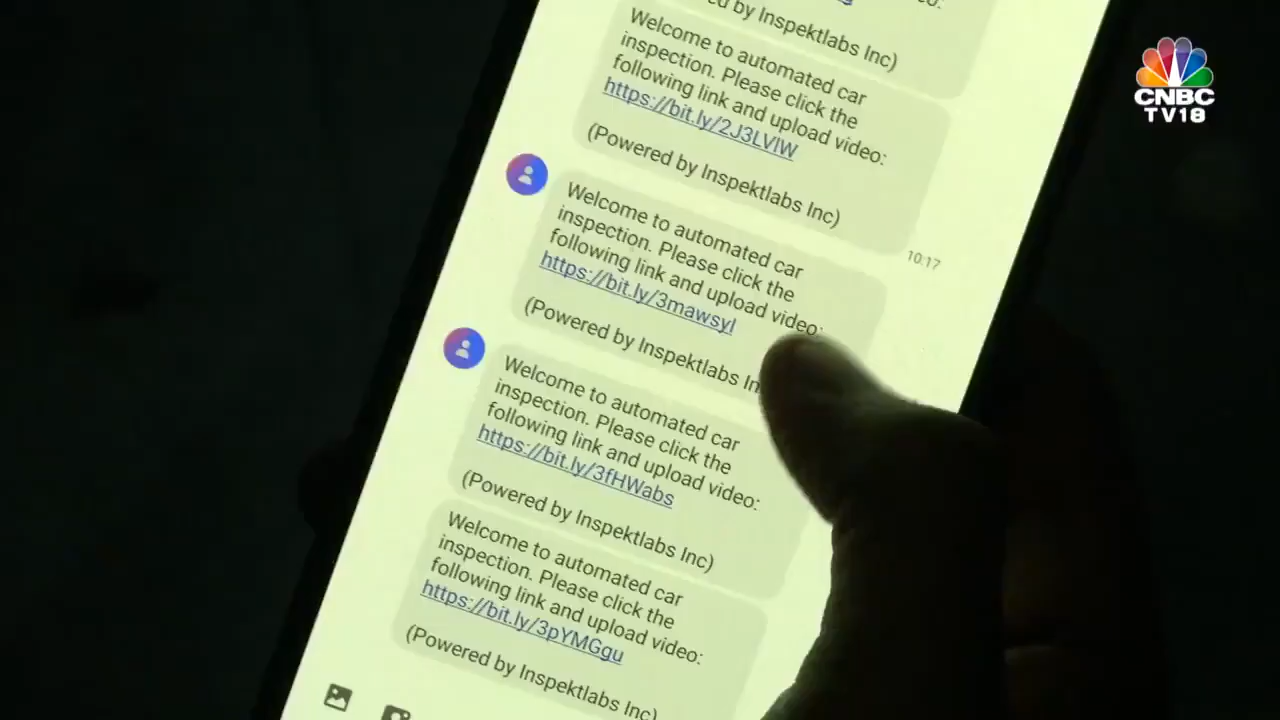 by Inspektlabs Inc)
Welcome to automated car
inspection. Please click the
following link and upload video:
https://bit.ly/2J3LVlW
(Powered by Inspektlabs Inc)
10:17
Welcome to automated car
inspection. Please click the
following link and upload video:
https://bit.ly/3mawsyl
(Powered by Inspektlabs In
Welcome to automated car
inspection. Please click the
following link and upload video:
https://bit.ly/3fHWabs
(Powered by Inspektlabs Inc)
Welcome to automated car
inspection. Please click the
following link and upload video:
https://bit.ly/3pYMGgu
(Powered by Inspektlabs Inc)
CNBC
TV18